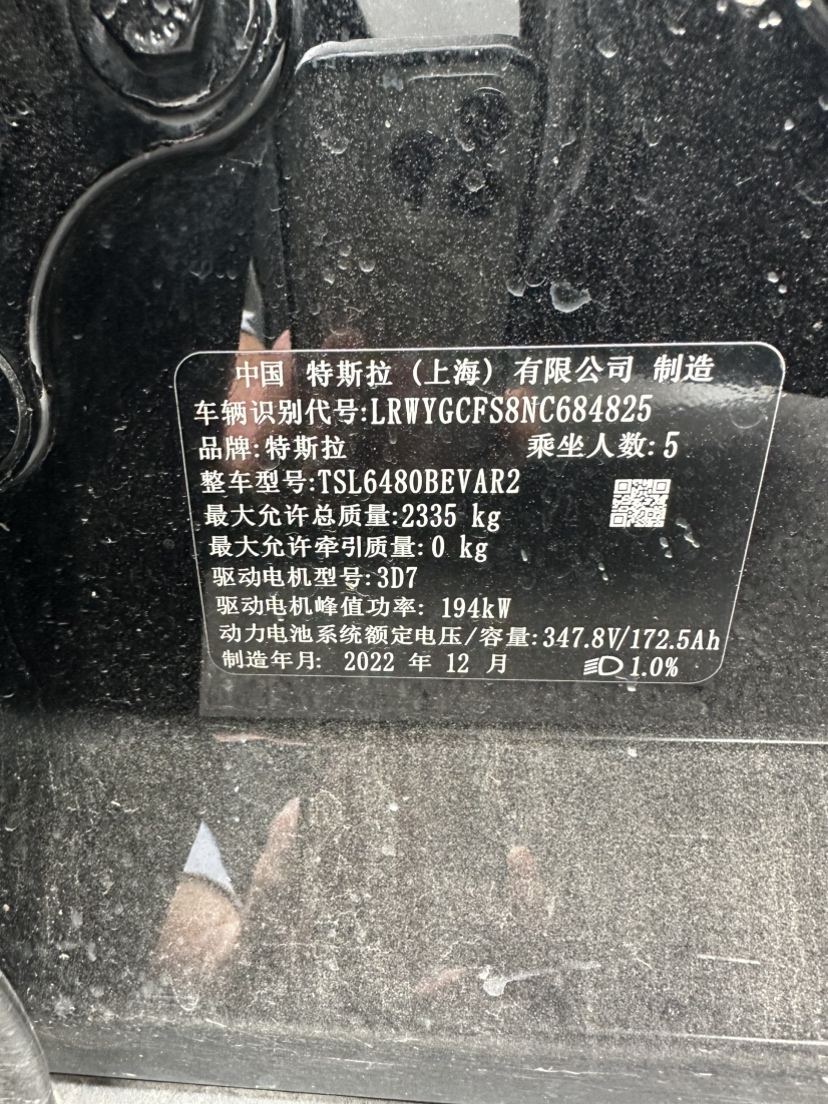 中国 特斯拉 (上海) 有限公司 制造
车辆识别代号:LRWYGCFS8NC684825
品牌:特斯拉 乘坐人数:5
整车型号:TSL6480BEVAR2
最大允许总质量:2335 kg
最大允许牵引质量:0 kg
驱动电机型号:3D7
驱动电机峰值功率: 194kW
动力电池系统额定电压/容量:347.8V/172.5Ah
制造年月: 2022 年 12 月 1.0%